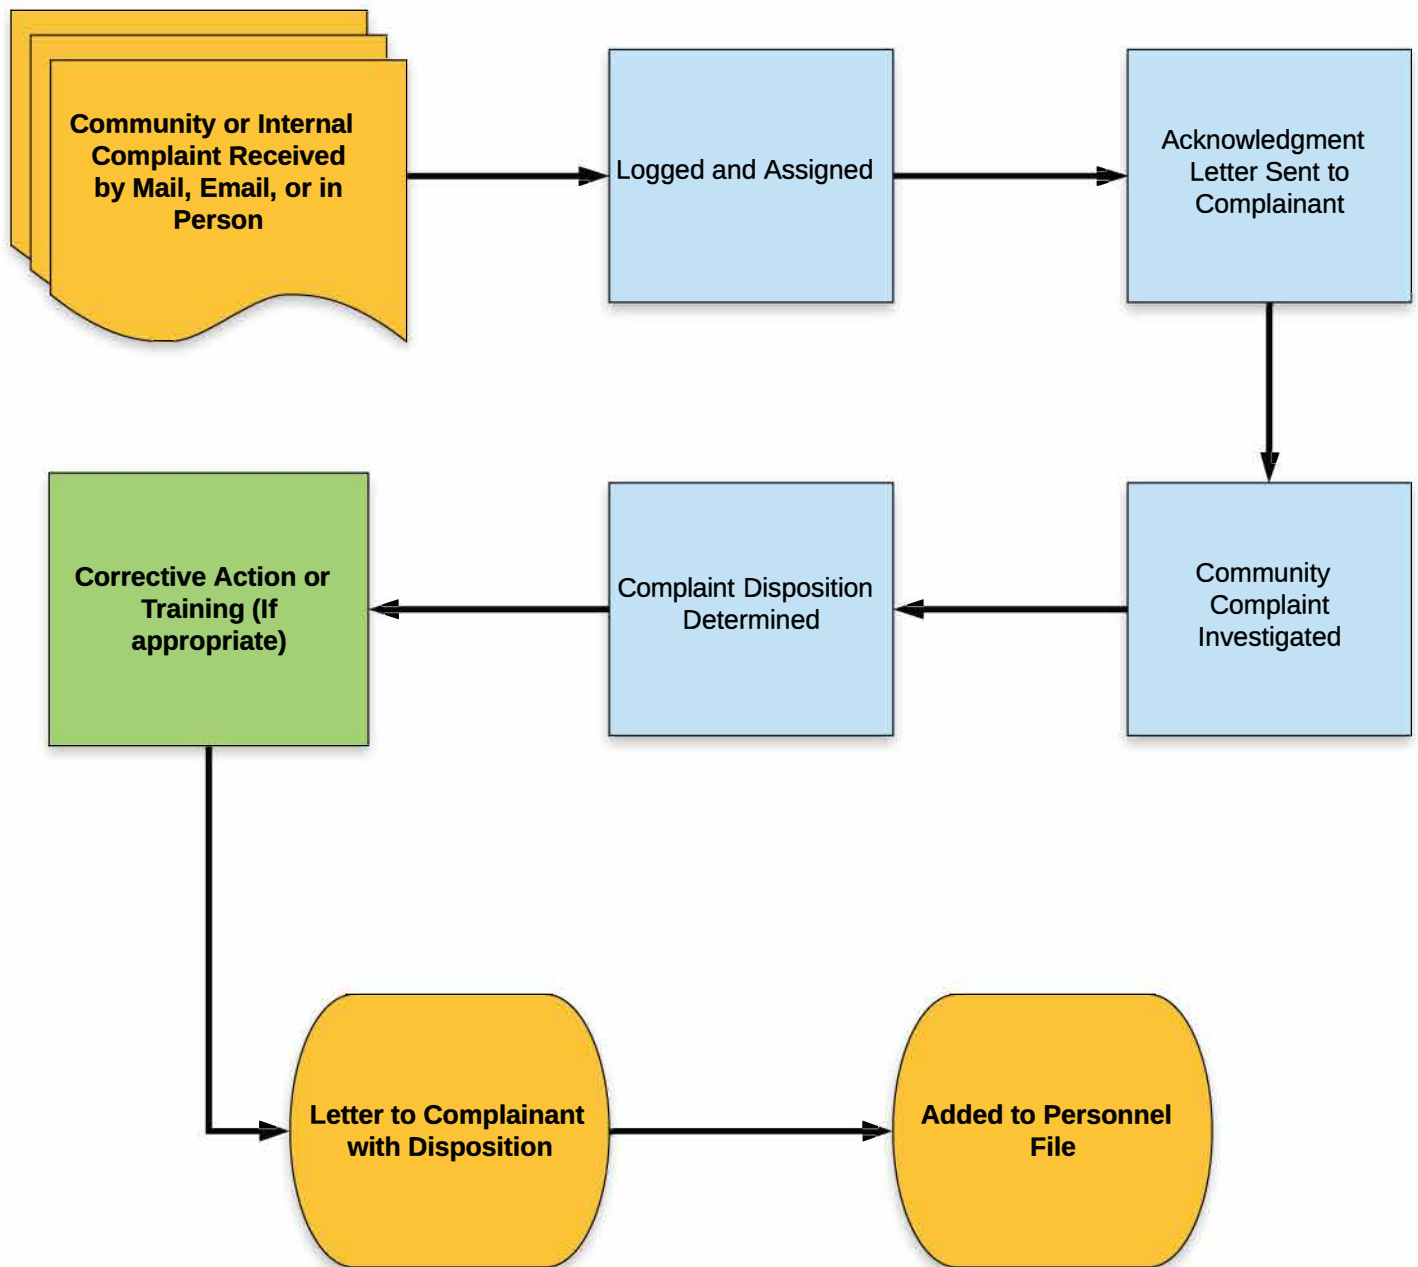 Community or Internal
Complaint Received
by Mail, Email, or in
Person
Logged and Assigned
Acknowledgment
Letter Sent to
Complainant
Community
Complaint
Investigated
Complaint Disposition
Determined
Corrective Action or
Training (If
appropriate)
Letter to Complainant
with Disposition
Added to Personnel
File